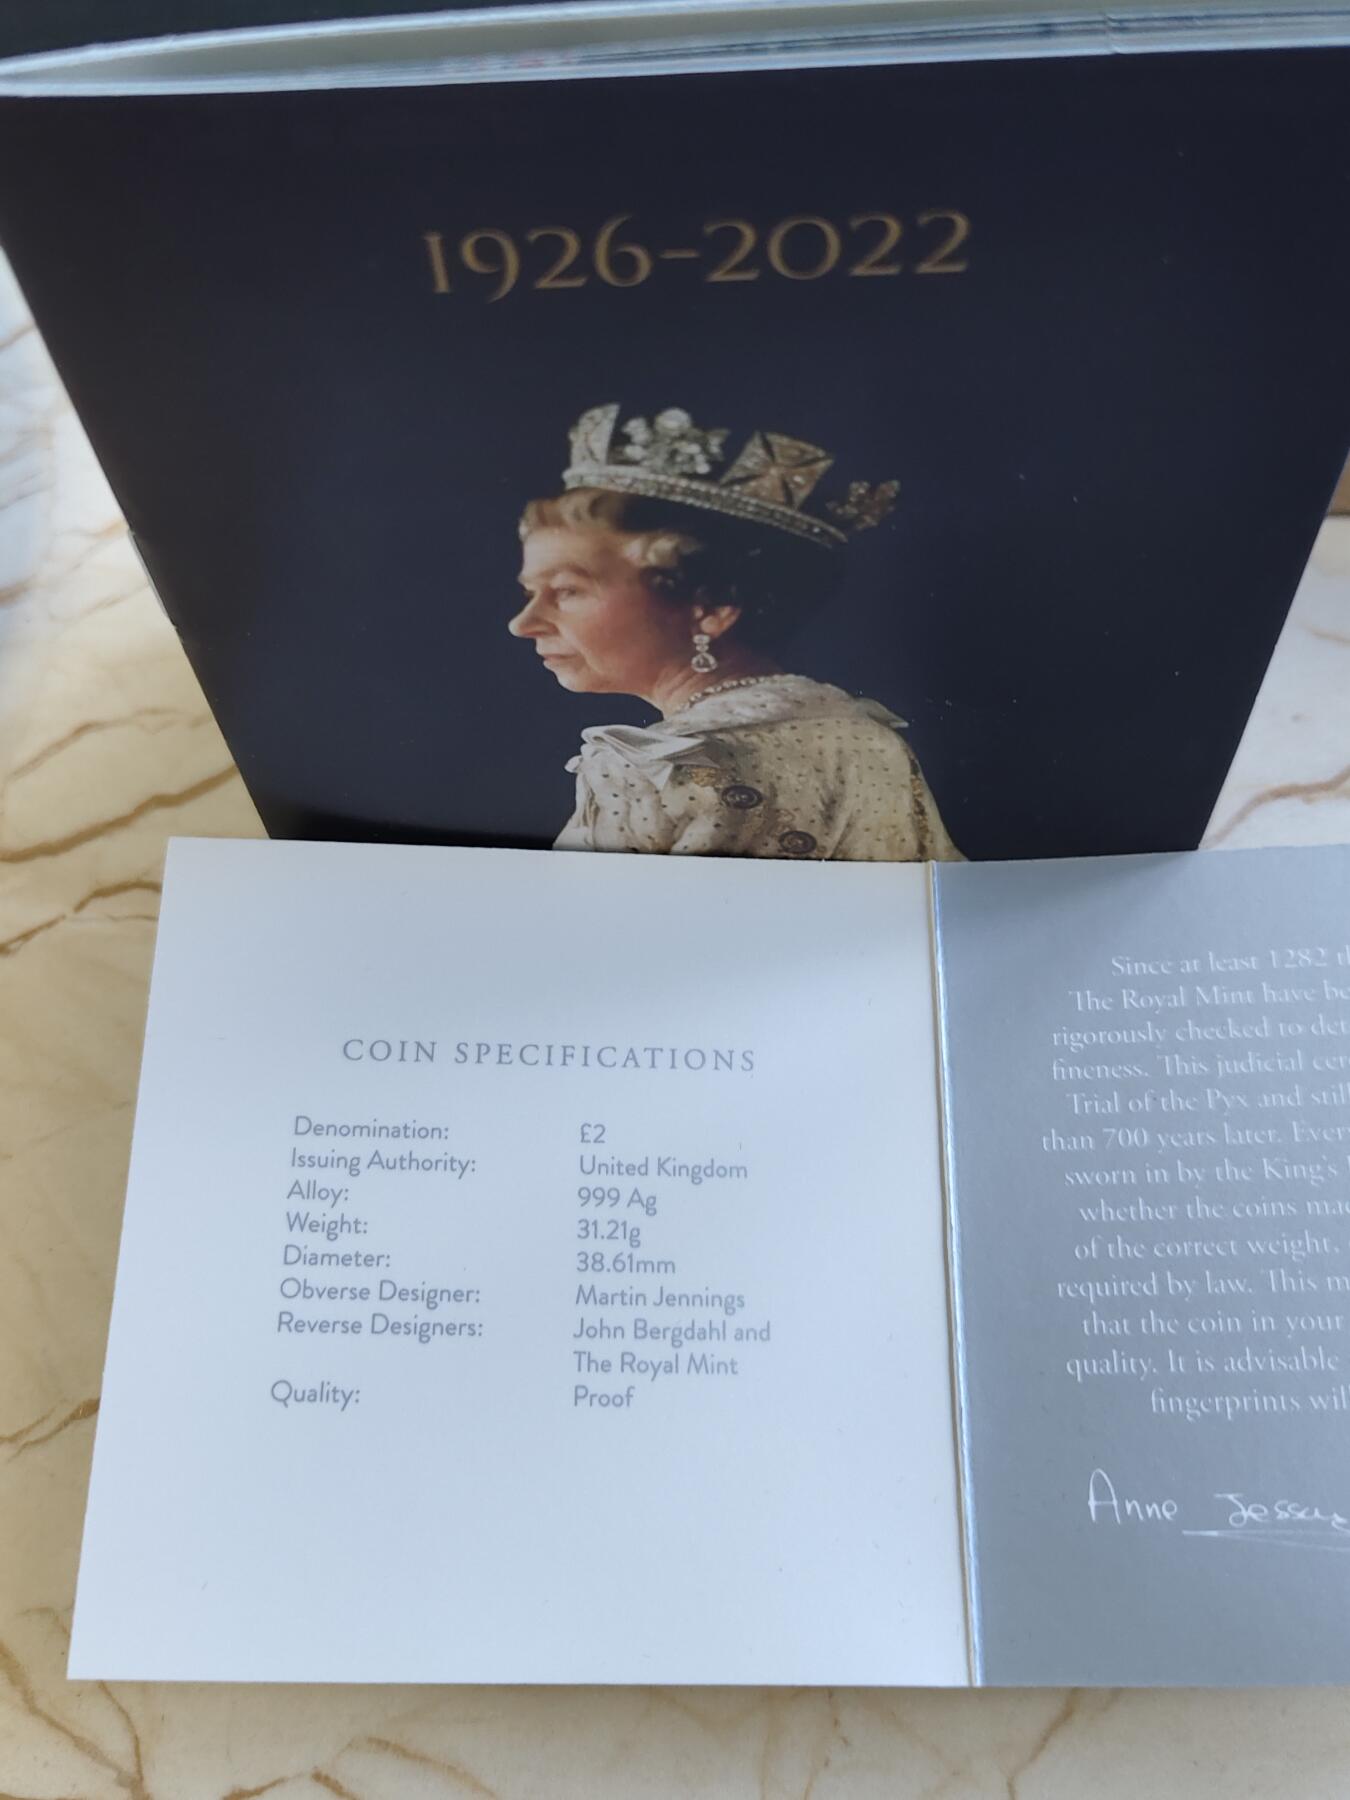 1926-2022
COIN SPECIFICATIONS
Denomination: £2
Issuing Authority: United Kingdom
Alloy: 999 Ag
Weight: 31.21g
Diameter: 38.61mm
Obverse Designer: Martin Jennings
Reverse Designers: John Bergdahl and
The Royal Mint
Quality: Proof
Since at least 1282
The Royal Mint have
rigorously checked to
fineness. This judicial
Trial of the Pyx and still
than 700 years later.
sworn in by the King's
whether the coins
of the correct weight,
required by law. This
that the coin in your
quality. It is advisable
fingerprints
Anne